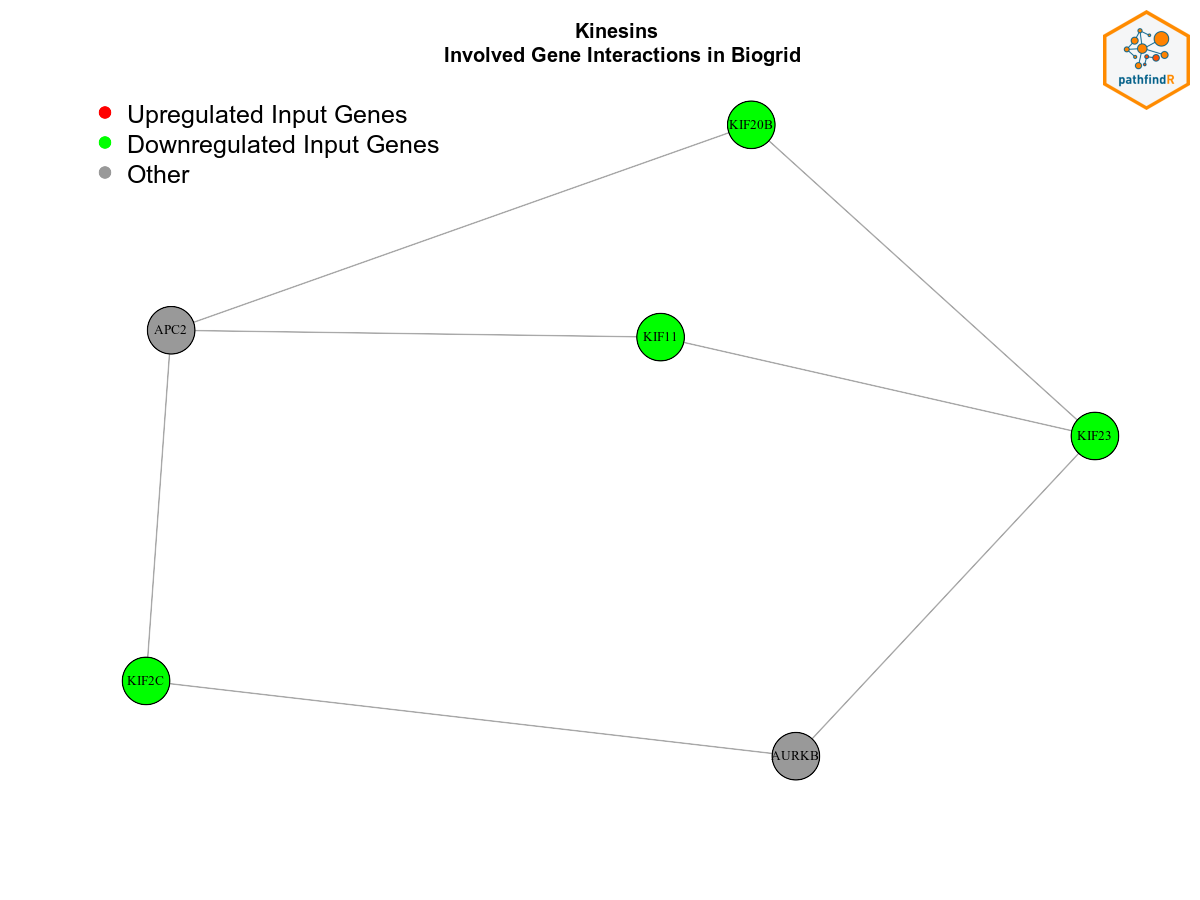 Kinesins
Involved Gene Interactions in Biogrid
pathfindR
Upregulated Input Genes
Downregulated Input Genes
Other
KIF20B
APC2
KIF11
KIF23
KIF2C
AURKB